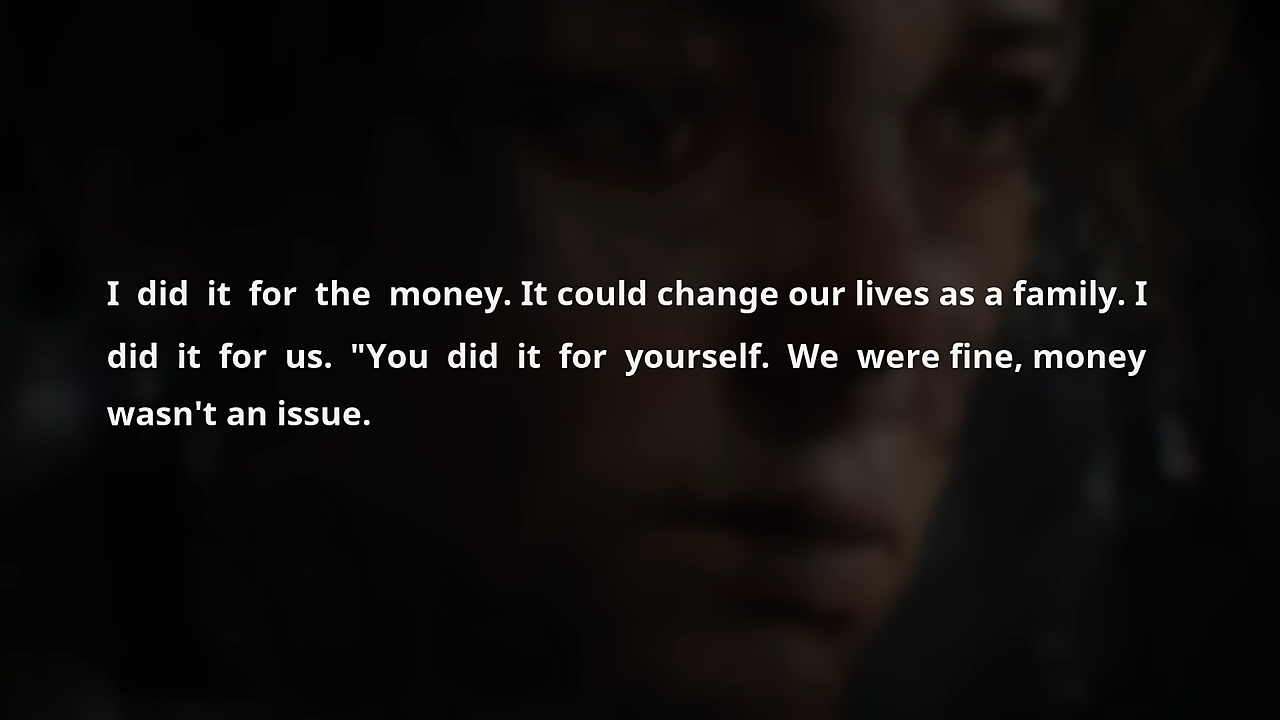 I did it for the money. It could change our lives as a family. I
did it for us. "You did it for yourself. We were fine, money
wasn't an issue.